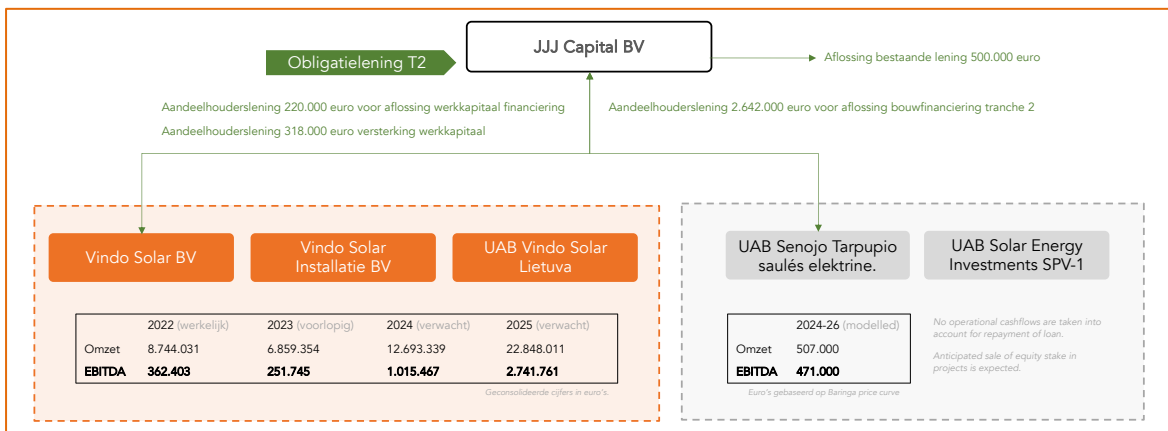 JJJ Capital BV
Obligatielening T2
Aflossing bestaande lening 500.000 euro
Aandeelhouderslening 220.000 euro voor aflossing werkkapitaal financiering
Aandeelhouderslening 318.000 euro versterking werkkapitaal
Aandeelhouderslening 2.642.000 euro voor aflossing bouwfinanciering tranche 2
Vindo Solar BV
Vindo Solar
Installatie BV
UAB Vindo Solar
Lietuva
2022 (werkelijk) 2023 (voorlopig) 2024 (verwacht) 2025 (verwacht)
Omzet 8.744.031 6.859.354 12.693.339 22.848.011
EBITDA 362.403 251.745 1.015.467 2.741.761
Geconsolideerde cijfers in euro's.
UAB Senojo Tarpupio
saulés elektrine.
UAB Solar Energy
Investments SPV-1
2024-26 (modelled)
Omzet 507.000
EBITDA 471.000
Euro's gebaseerd op Baringa price curve
No operational cashflows are taken into
account for repayment of loan.
Anticipated sale of equity stake in
projects is expected.